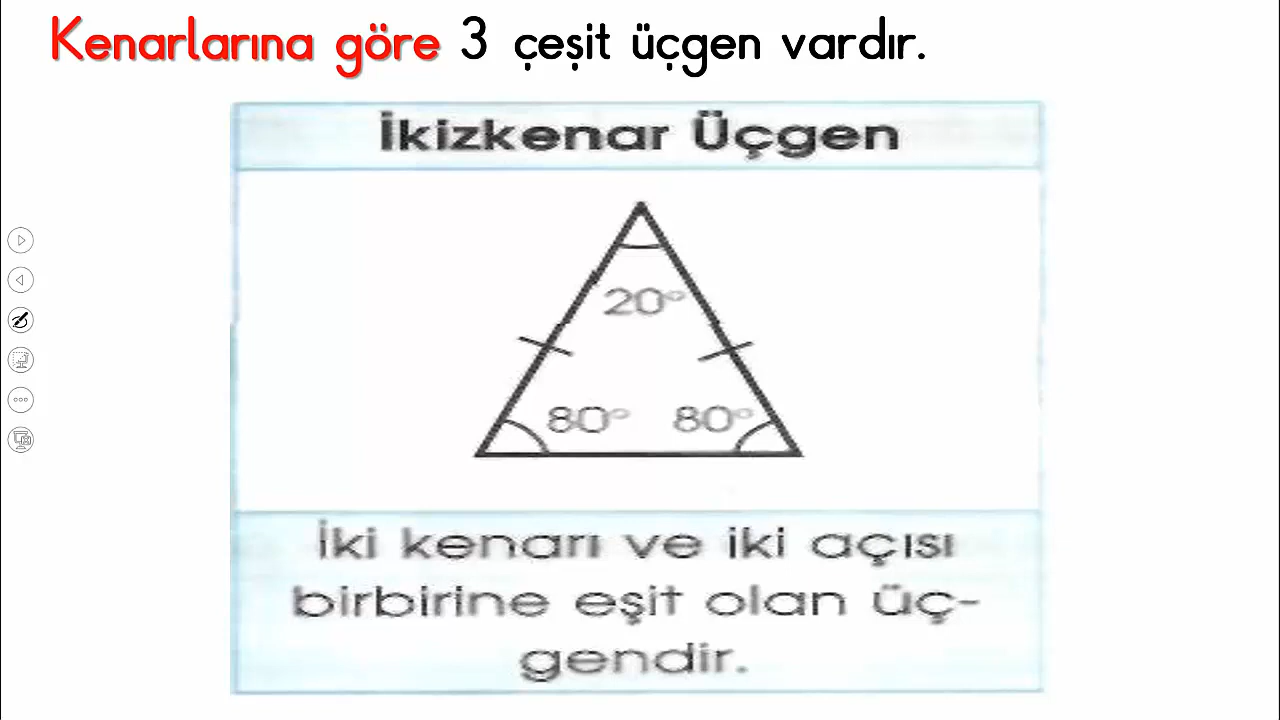 Kenarlarına göre 3 çeşit üçgen vardır.
İkizkenar Üçgen
20°
80° 80°
İki kenarı ve iki açısı
birbirine eşit olan üç-
gendir.